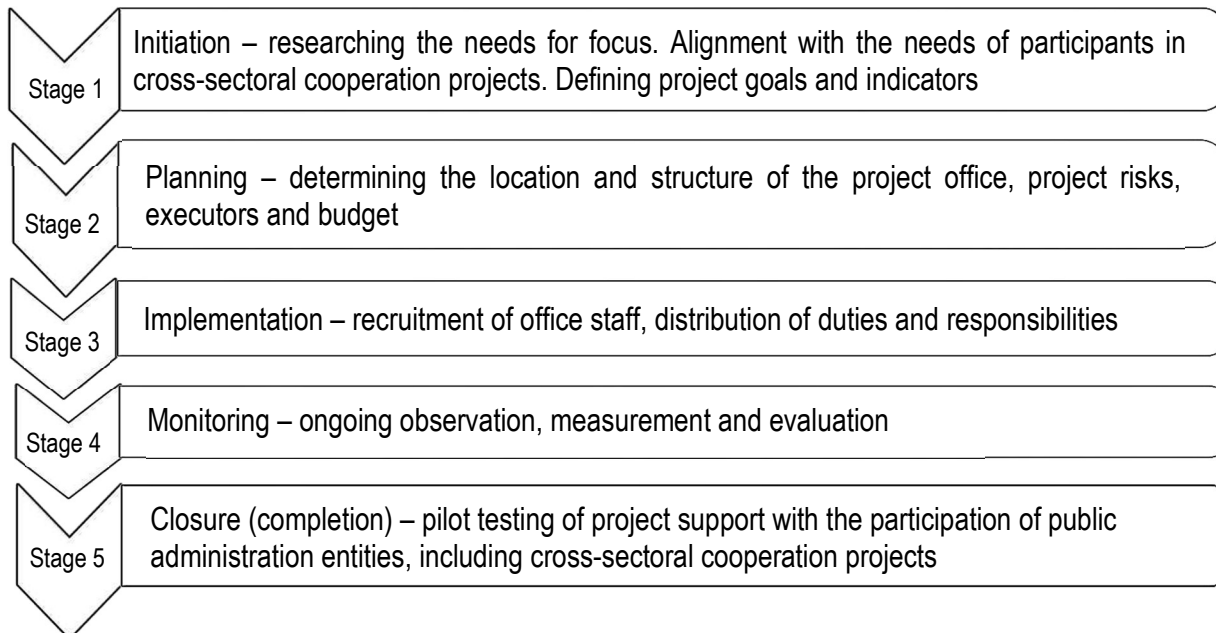 Stage 1
Initiation – researching the needs for focus. Alignment with the needs of participants in
cross-sectoral cooperation projects. Defining project goals and indicators
Stage 2
Planning – determining the location and structure of the project office, project risks,
executors and budget
Stage 3
Implementation – recruitment of office staff, distribution of duties and responsibilities
Stage 4
Monitoring – ongoing observation, measurement and evaluation
Stage 5
Closure (completion) – pilot testing of project support with the participation of public
administration entities, including cross-sectoral cooperation projects